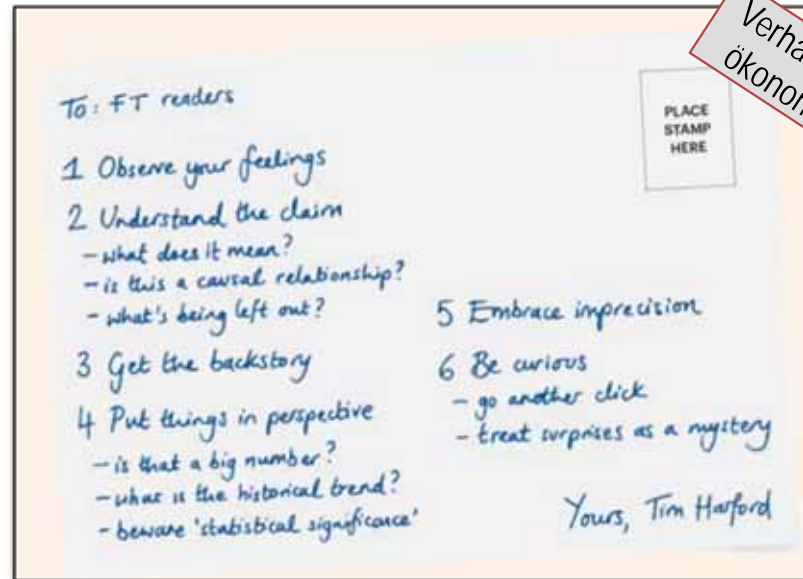 To: FT readers
1 Observe your feelings
2 Understand the claim
- what does it mean?
- is this a causal relationship?
- what's being left out?
3 Get the backstory
4 Put things in perspective
- is that a big number?
- what is the historical trend?
- beware 'statistical significance'
PLACE
STAMP
HERE
5 Embrace imprecision
6 Be curious
- go another click
- treat surprises as a mystery
Yours, Tim Harford